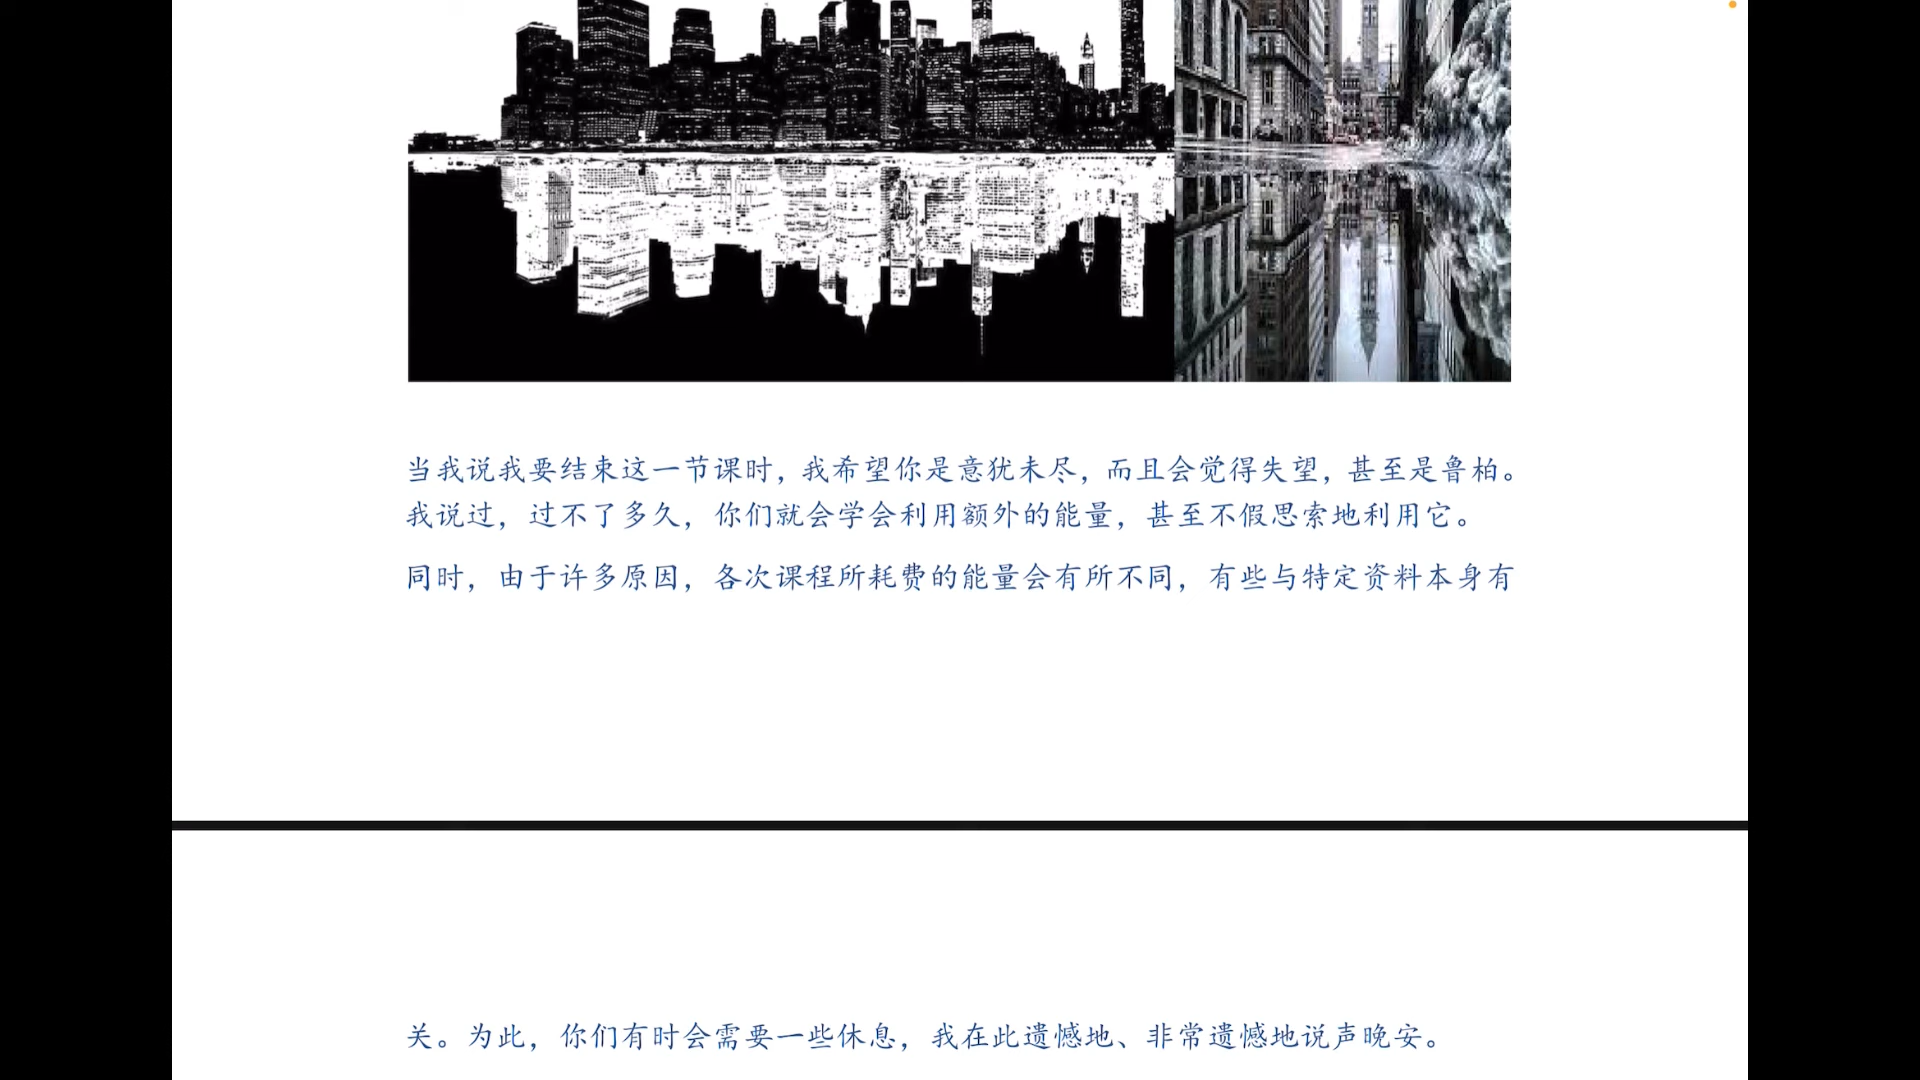 当我说我要结束这一节课时，我希望你是意犹未尽，而且会觉得失望，甚至是鲁柏。
我说过，过不了多久，你们就会学会利用额外的能量，甚至不假思索地利用它。
同时，由于许多原因，各次课程所耗费的能量会有所不同，有些与特定资料本身有
关。为此，你们有时会需要一些休息，我在此遗憾地、非常遗憾地说声晚安。